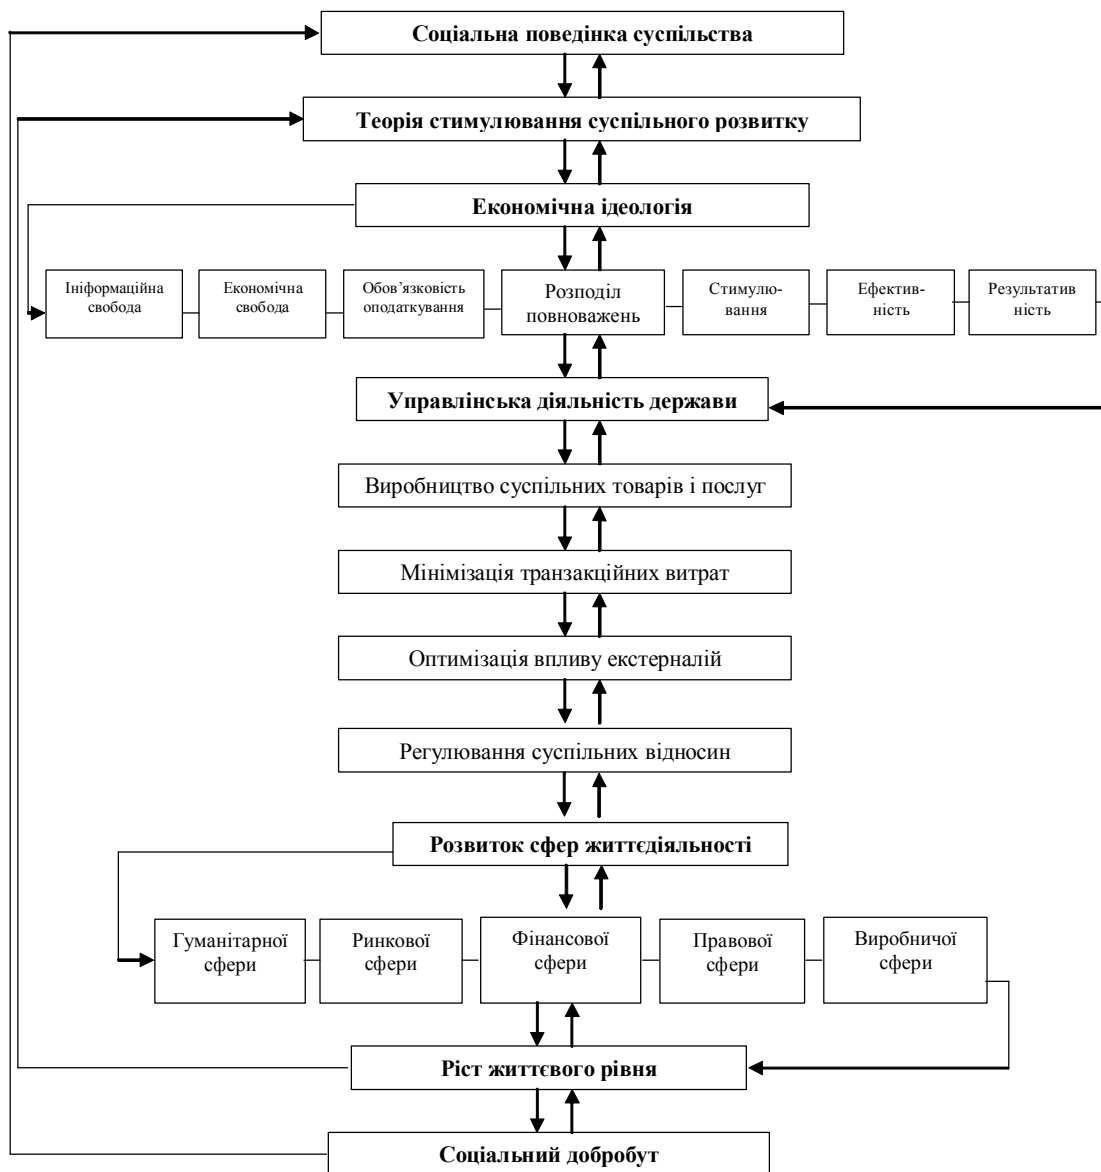 Соціальна поведінка суспільства
Теорія стимулювання суспільного розвитку
Економічна ідеологія
Ініформаційна
свобода
Економічна
свобода
Обов’язковість
оподаткування
Розподіл
повноважень
Стимулю-
вання
Ефектив-
ність
Результатив
ність
Управлінська діяльність держави
Виробництво суспільних товарів і послуг
Мінімізація транзакційних витрат
Оптимізація впливу екстерналій
Регулювання суспільних відносин
Розвиток сфер життєдіяльності
Гуманітарної
сфери
Ринкової
сфери
Фінансової
сфери
Правової
сфери
Виробничої
сфери
Ріст життєвого рівня
Соціальний добробут